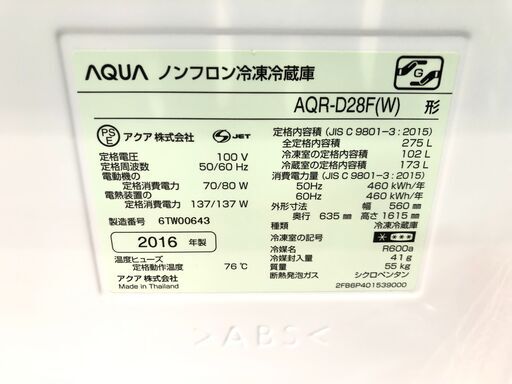 AQUA ノンフロン冷凍冷蔵庫
G
AQR-D28F(W) 形
PSE アクア株式会社 S JET
定格電圧 100 V
定格周波数 50/60 Hz
電動機の
定格消費電力 70/80 W
電熱装置の
定格消費電力 137/137 W
製造番号 6TW00643
2016 年製
温度ヒューズ
定格動作温度 76℃
アクア株式会社
Made in Thailand
定格内容積 (JIS C 9801-3:2015)
全定格内容積 275 L
冷凍室の定格内容積 102 L
冷蔵室の定格内容積 173 L
消費電力量 (JIS C 9801-3:2015)
50Hz 460 kWh/年
60Hz 460 kWh/年
外形寸法 幅 560 ㎜
奥行 635 ㎜ 高さ 1615 ㎜
種類 冷凍冷蔵庫
冷凍室の記号 * ***
冷媒名 R600a
冷媒封入量 41g
質量 55 kg
断熱発泡ガス シクロペンタン
2FB6P401539000
>ABS<